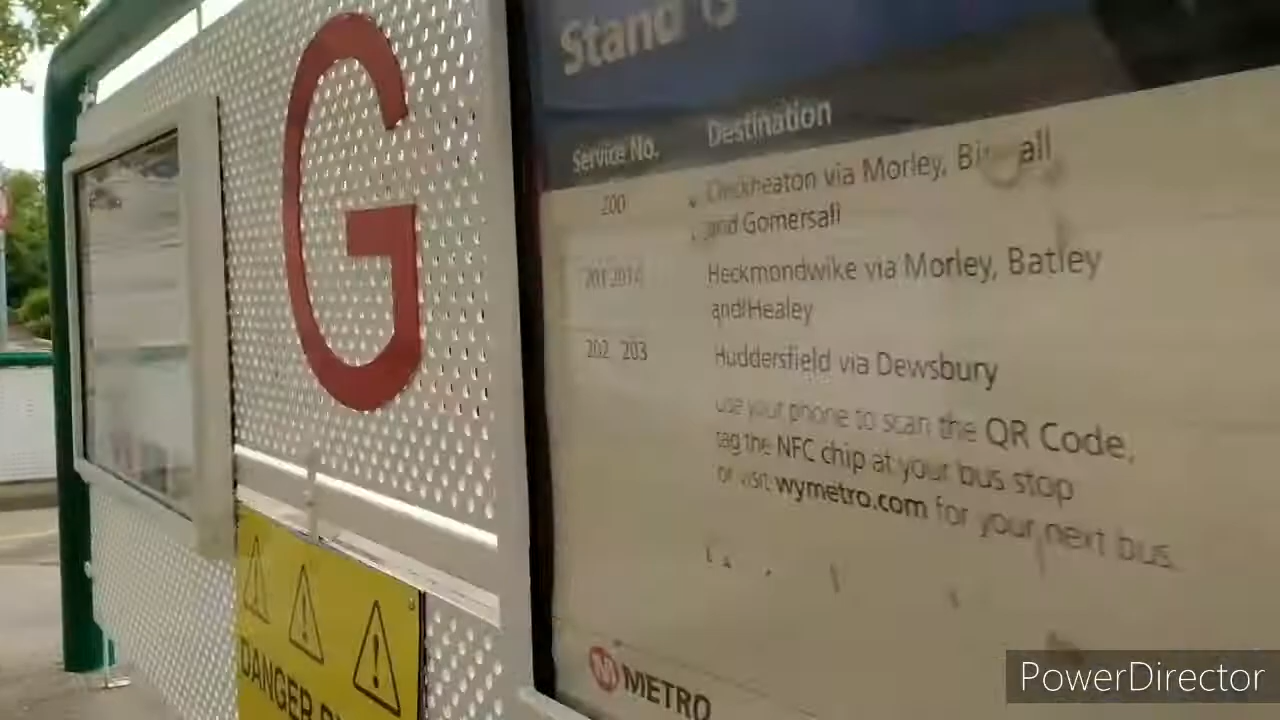 G
Stand G
Service No. Destination
200 Cleckheaton via Morley, Bi all
and Gomersall
Heckmondwike via Morley, Batley
and Healey
202 203 Huddersfield via Dewsbury
use your phone to scan the QR Code,
tag the NFC chip at your bus stop
or visit wymetro.com for your next bus.
M METRO
DANGER
PowerDirector